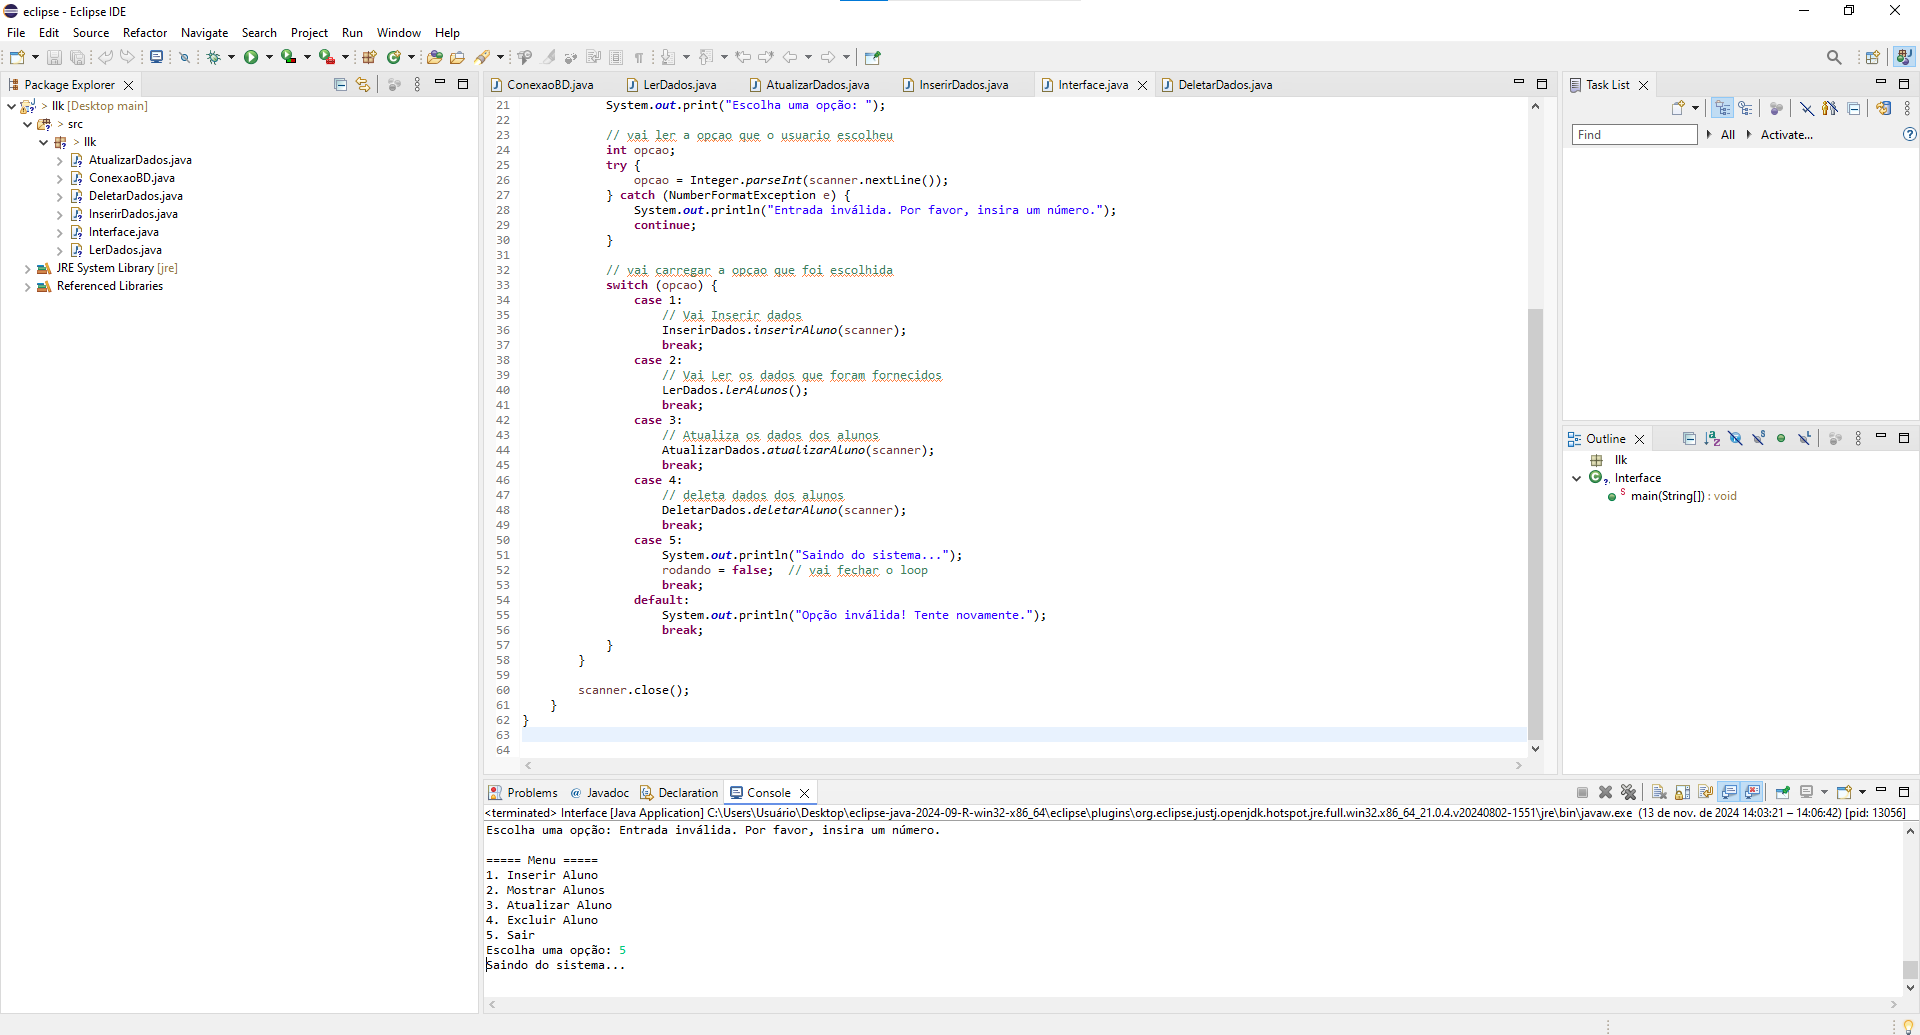 eclipse - Eclipse IDE
File Edit Source Refactor Navigate Search Project Run Window Help
Package Explorer
> llk [Desktop main]
> src
> llk
AtualizarDados.java
ConexaoBD.java
DeletarDados.java
InserirDados.java
Interface.java
LerDados.java
JRE System Library [jre]
Referenced Libraries
ConexaoBD.java LerDados.java AtualizarDados.java InserirDados.java Interface.java DeletarDados.java
21 System.out.print("Escolha uma opção: ");
22
23 // vai ler a opçao que o usuario escolheu
24 int opcao;
25 try {
26 opcao = Integer.parseInt(scanner.nextLine());
27 } catch (NumberFormatException e) {
28 System.out.println("Entrada inválida. Por favor, insira um número.");
29 continue;
30 }
31
32 // vai carregar a opcao que foi escolhida
33 switch (opcao) {
34 case 1:
35 // Vai Inserir dados
36 InserirDados.inserirAluno(scanner);
37 break;
38 case 2:
39 // Vai Ler os dados que foram fornecidos
40 LerDados.lerAlunos();
41 break;
42 case 3:
43 // Atualiza os dados dos alunos
44 AtualizarDados.atualizarAluno(scanner);
45 break;
46 case 4:
47 // deleta dados dos alunos
48 DeletarDados.deletarAluno(scanner);
49 break;
50 case 5:
51 System.out.println("Saindo do sistema...");
52 rodando = false; // vai fechar o loop
53 break;
54 default:
55 System.out.println("Opção inválida! Tente novamente.");
56 break;
57 }
58 }
59
60 scanner.close();
61 }
62 }
63
64
Task List
Find All Activate...
Outline
llk
Interface
main(String[]) : void
Problems Javadoc Declaration Console
<terminated> Interface [Java Application] C:\Users\Usuário\Desktop\eclipse-java-2024-09-R-win32-x86_64\eclipse\plugins\org.eclipse.justj.openjdk.hotspot.jre.full.win32.x86_64_21.0.4.v20240802-1551\jre\bin\javaw.exe (13 de nov. de 2024 14:03:21 – 14:06:42) [pid: 13056]
Escolha uma opção: Entrada inválida. Por favor, insira um número.
===== Menu =====
1. Inserir Aluno
2. Mostrar Alunos
3. Atualizar Aluno
4. Excluir Aluno
5. Sair
Escolha uma opção: 5
Saindo do sistema...